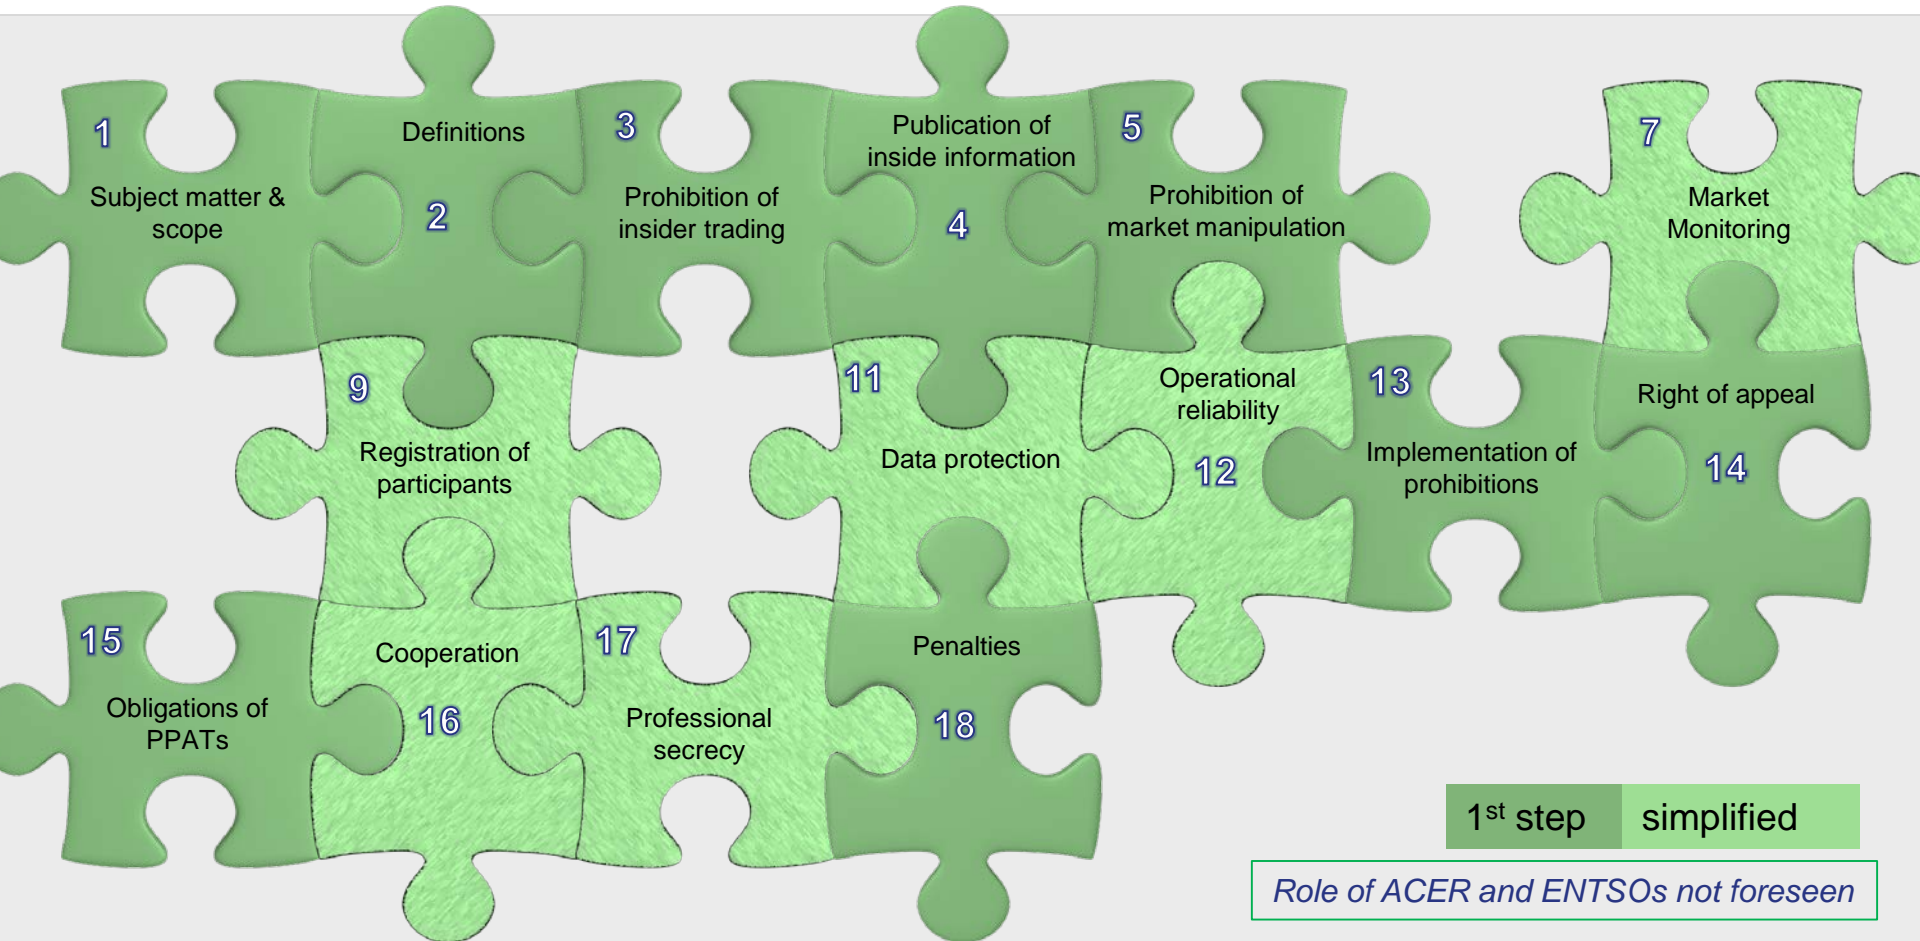 1
Subject matter &
scope
Definitions
2
3
Prohibition of
insider trading
Publication of
inside information
4
5
Prohibition of
market manipulation
7
Market
Monitoring
9
Registration of
participants
11
Data protection
Operational
reliability
12
13
Implementation of
prohibitions
Right of appeal
14
15
Obligations of
PPATs
Cooperation
16
17
Professional
secrecy
Penalties
18
1st step
simplified
Role of ACER and ENTSOs not foreseen